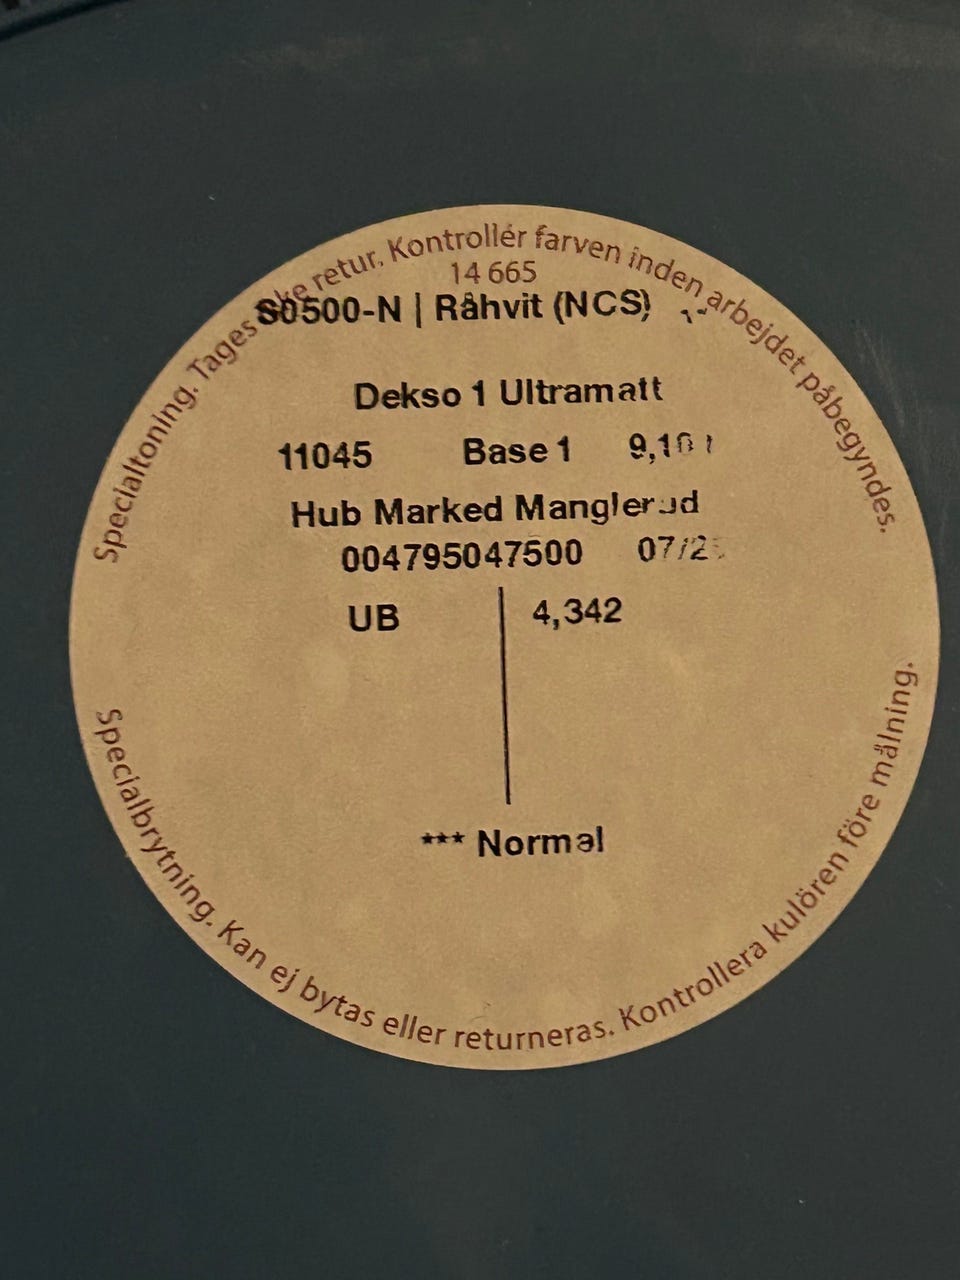 Specialtoning. Tages ikke retur. Kontrollér farven inden arbejdet påbegyndes.
14 665
S0500-N | Råhvit (NCS)
Dekso 1 Ultramatt
11045 Base 1
Hub Marked Manglerud
004795047500
UB 4,342
*** Normal
Specialbrytning. Kan ej bytas eller returneras. Kontrollera kulören före målning.